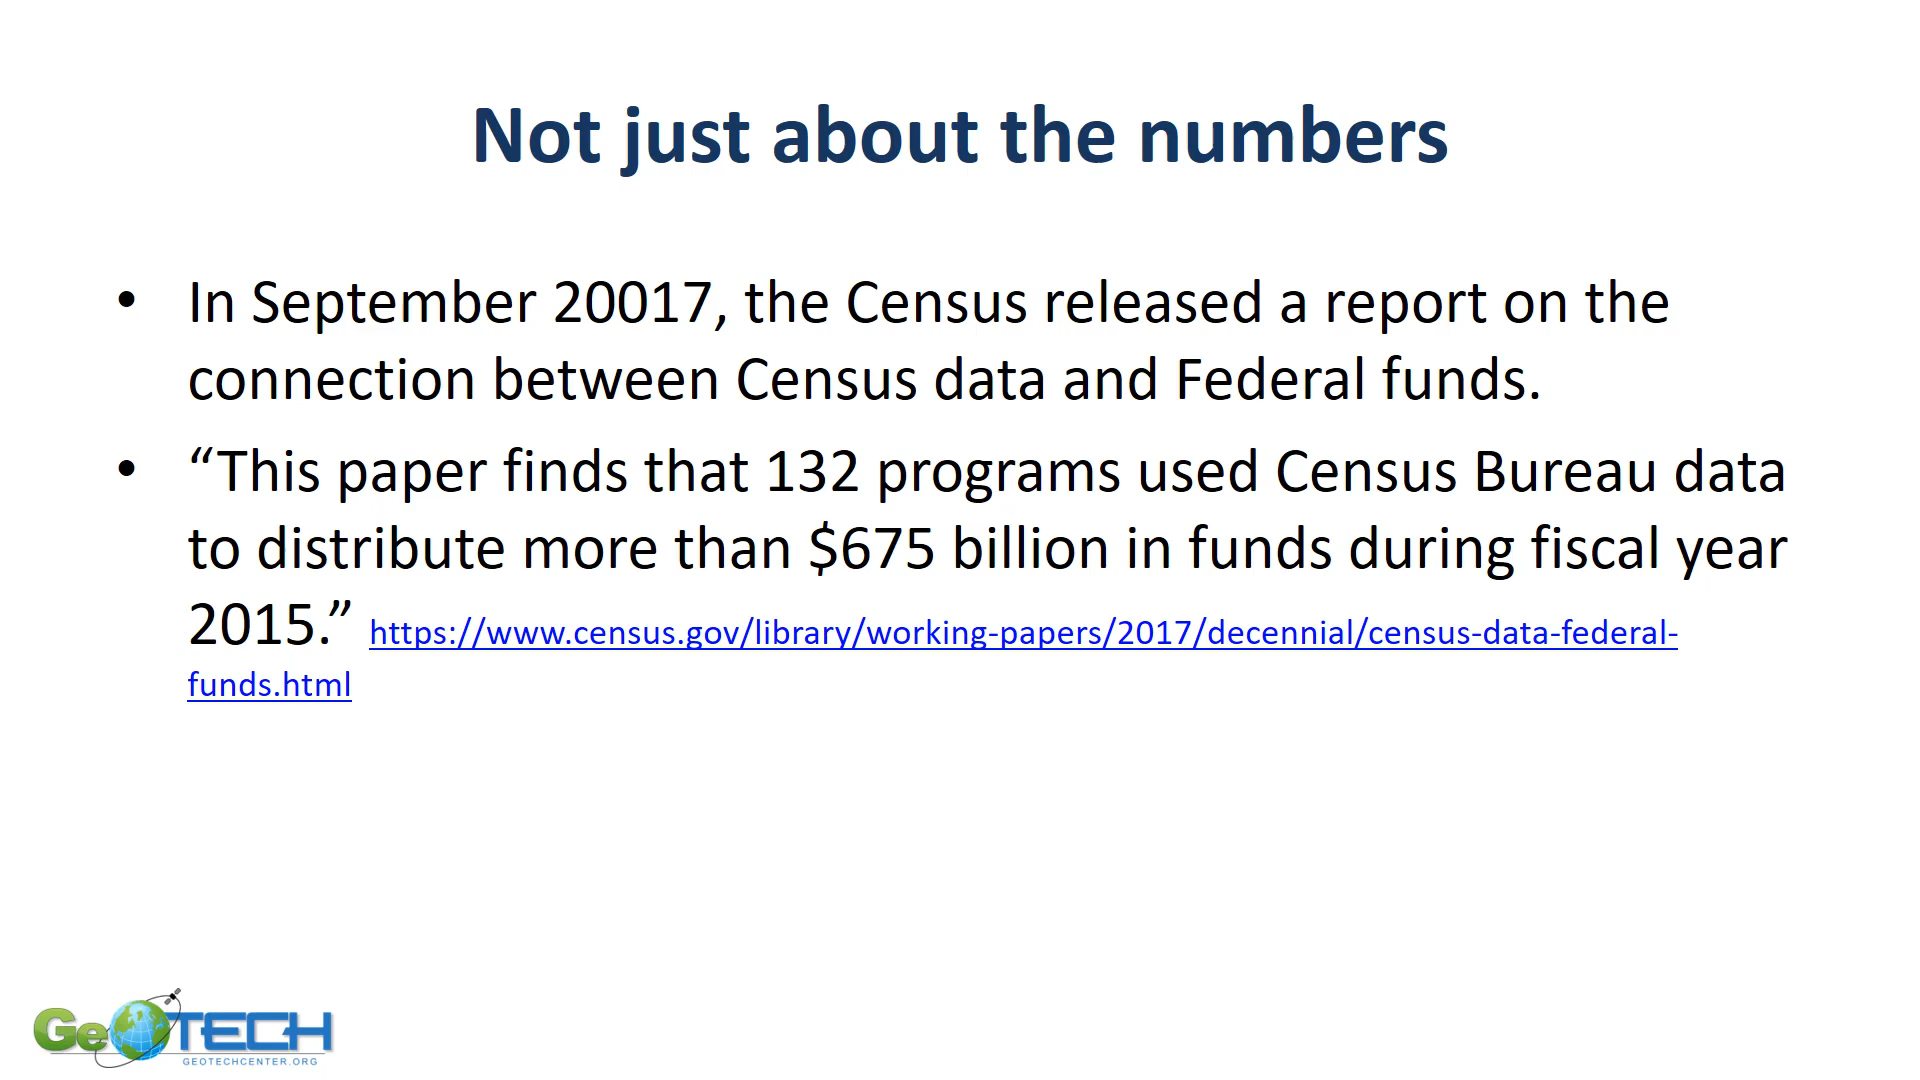 Not just about the numbers
• In September 20017, the Census released a report on the
connection between Census data and Federal funds.
• “This paper finds that 132 programs used Census Bureau data
to distribute more than $675 billion in funds during fiscal year
2015.” https://www.census.gov/library/working-papers/2017/decennial/census-data-federal-
funds.html
GeoTECH
GEOTECHCENTER.ORG